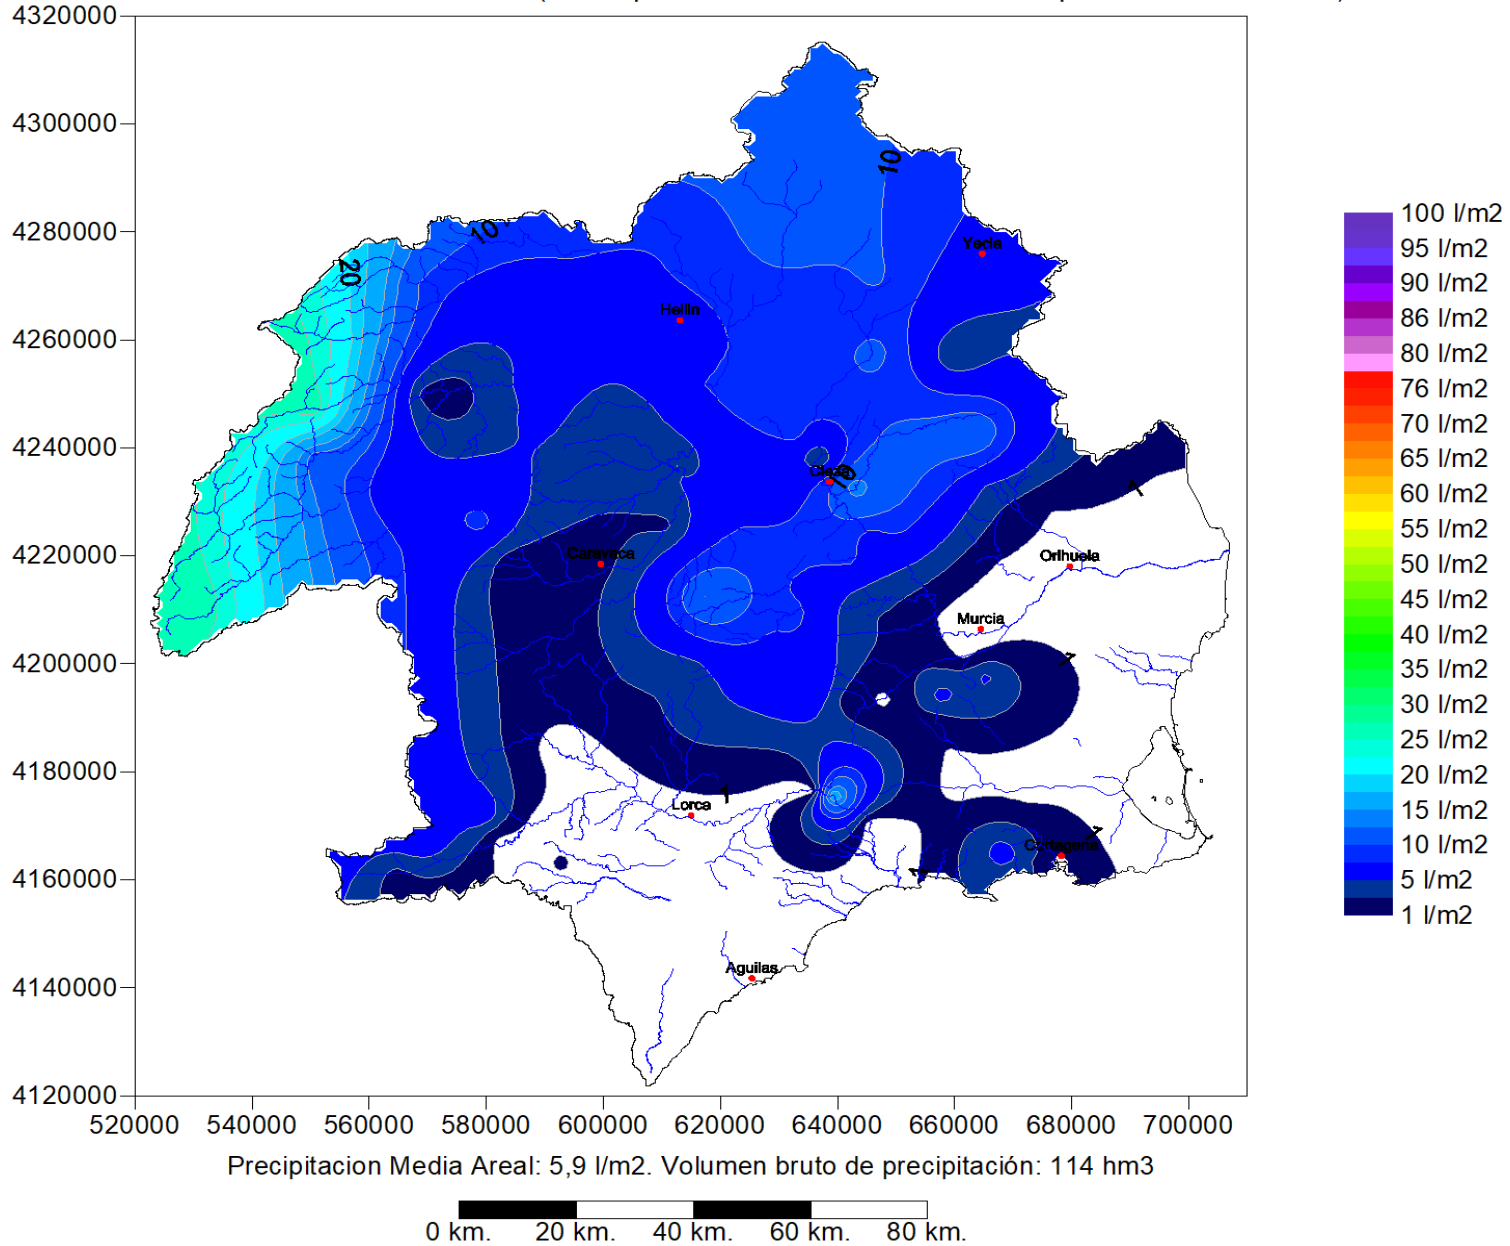 4320000
4300000
4280000
4260000
4240000
4220000
4200000
4180000
4160000
4140000
4120000
520000 540000 560000 580000 600000 620000 640000 660000 680000 700000
10
10
20
Yecla
Hellin
Cieza
10
1
Caravaca
Orihuela
Murcia
1
1
Lorca
1
Cartagena
1
Aguilas
100 l/m2
95 l/m2
90 l/m2
86 l/m2
80 l/m2
76 l/m2
70 l/m2
65 l/m2
60 l/m2
55 l/m2
50 l/m2
45 l/m2
40 l/m2
35 l/m2
30 l/m2
25 l/m2
20 l/m2
15 l/m2
10 l/m2
5 l/m2
1 l/m2
Precipitacion Media Areal: 5,9 l/m2. Volumen bruto de precipitación: 114 hm3
0 km. 20 km. 40 km. 60 km. 80 km.